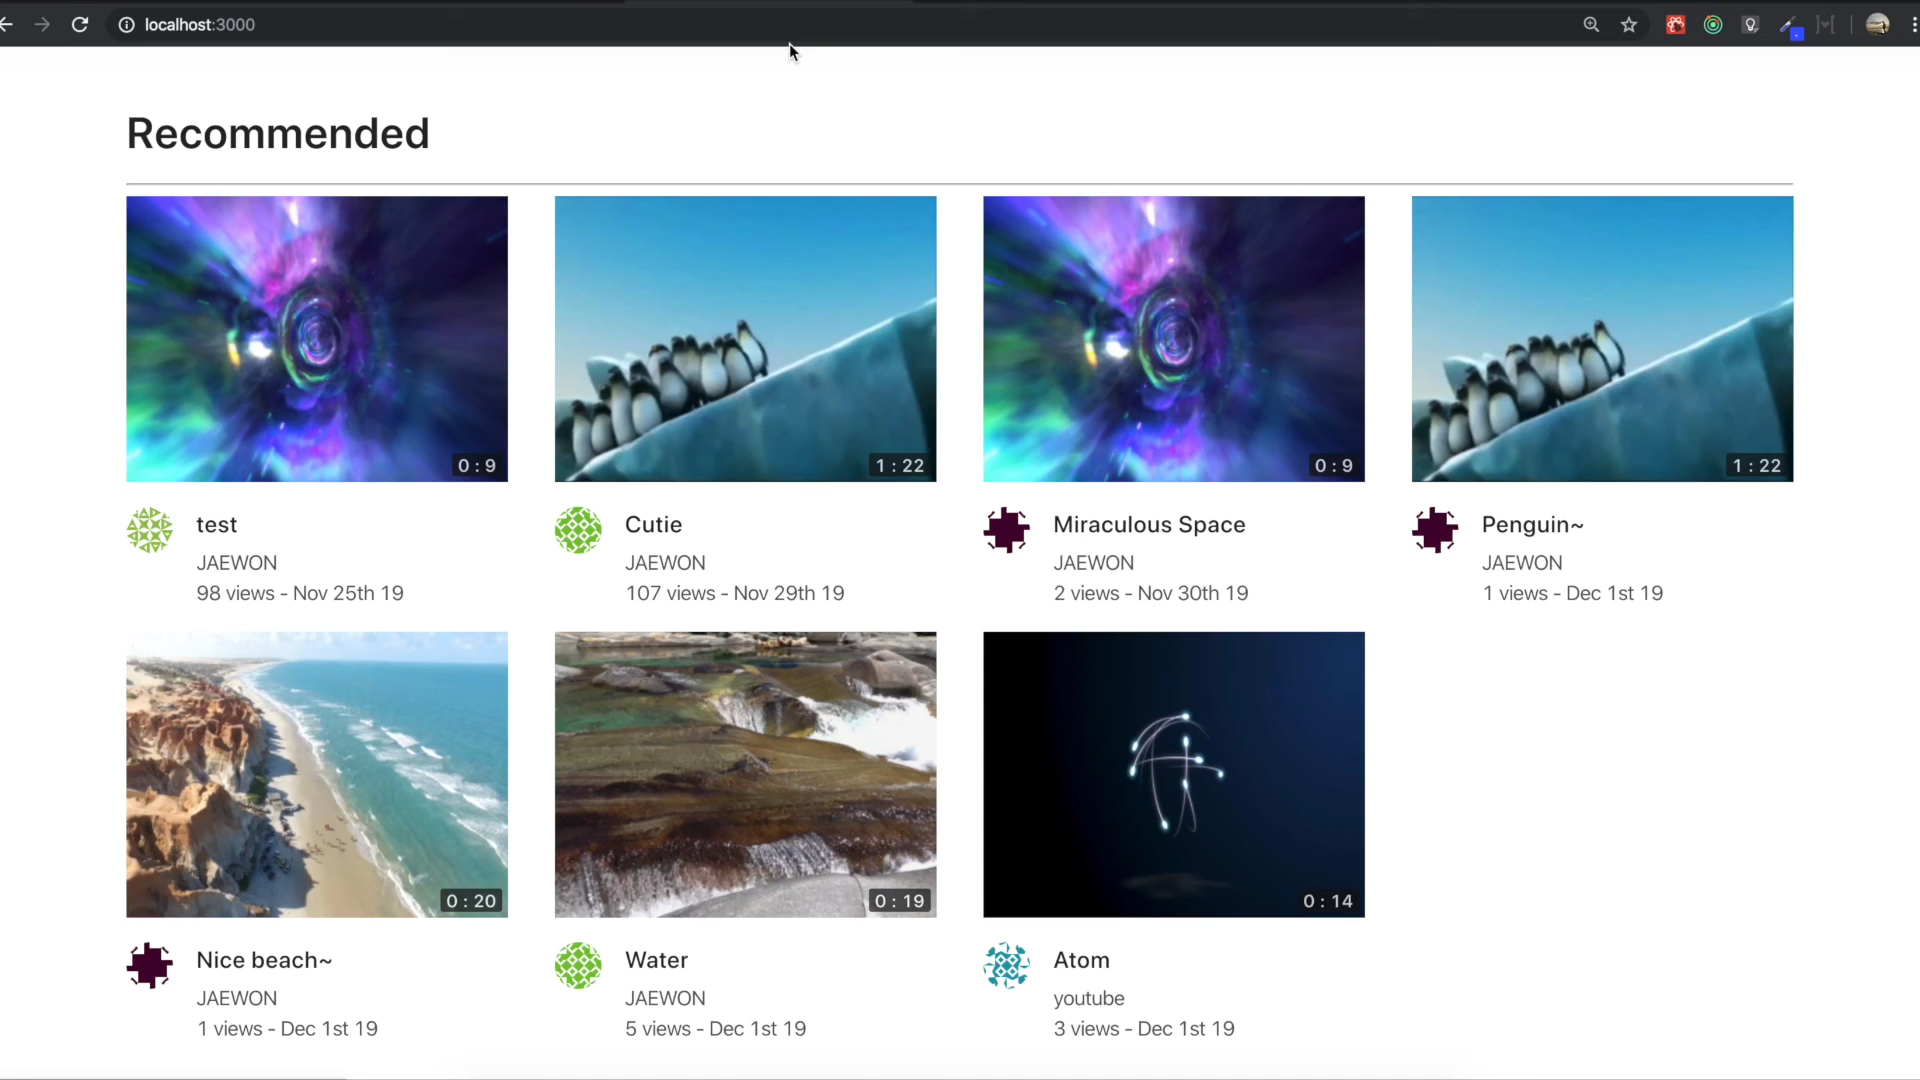 localhost:3000
Recommended
0 : 9
1 : 22
0 : 9
1 : 22
test
JAEWON
98 views - Nov 25th 19
Cutie
JAEWON
107 views - Nov 29th 19
Miraculous Space
JAEWON
2 views - Nov 30th 19
Penguin~
JAEWON
1 views - Dec 1st 19
0 : 20
0 : 19
0 : 14
Nice beach~
JAEWON
1 views - Dec 1st 19
Water
JAEWON
5 views - Dec 1st 19
Atom
youtube
3 views - Dec 1st 19